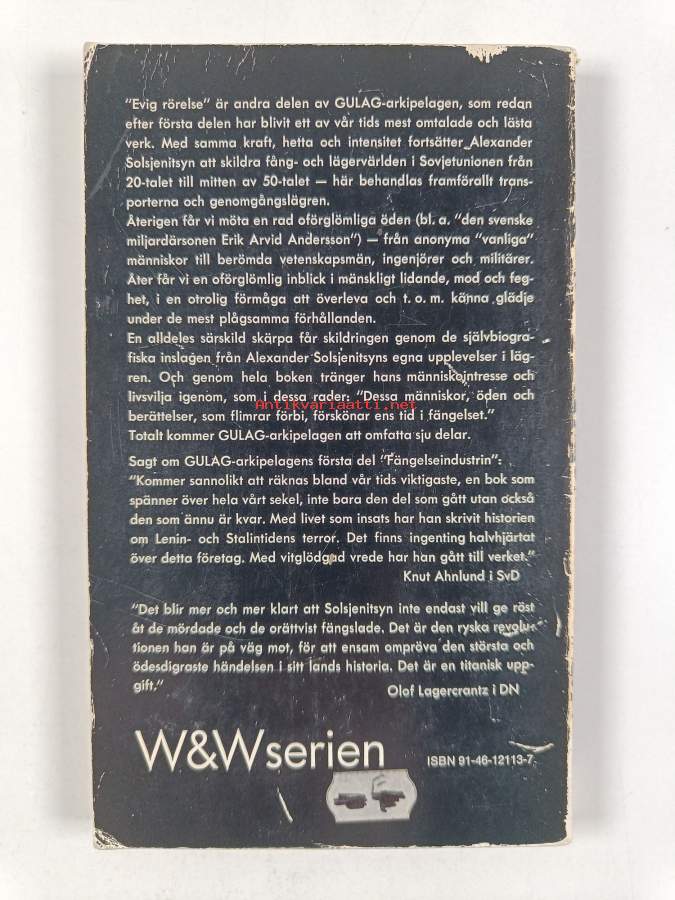 "Evig rörelse" är andra delen av GULAG-arkipelagen, som redan
efter första delen har blivit ett av vår tids mest omtalade och lästa
verk. Med samma kraft, hetta och intensitet fortsätter Alexander
Solsjenitsyn att skildra fång- och lägervärlden i Sovjetunionen från
20-talet till mitten av 50-talet — här behandlas framförallt trans-
porterna och genomgångslägren.
Återigen får vi möta en rad oförglömliga öden (bl. a. "den svenske
miljardärsonen Erik Arvid Andersson") — från anonyma "vanliga"
människor till berömda vetenskapsmän, ingenjörer och militärer.
Åter får vi en oförglömlig inblick i mänskligt lidande, mod och feg-
het, i en otrolig förmåga att överleva och t. o. m. känna glädje
under de mest plågsamma förhållanden.
En alldeles särskild skärpa får skildringen genom de självbiogra-
fiska inslagen från Alexander Solsjenitsyns egna upplevelser i läg-
ren. Och genom hela boken tränger hans människointresse och
livsvilja igenom, som i dessa rader: "Dessa människor, öden och
Antikvariaatti.net
berättelser, som flimrar förbi, förskönar ens tid i fängelset."
Totalt kommer GULAG-arkipelagen att omfatta sju delar.
Sagt om GULAG-arkipelagens första del "Fängelseindustrin":
"Kommer sannolikt att räknas bland vår tids viktigaste, en bok som
spänner över hela vårt sekel, inte bara den del som gått utan också
den som ännu är kvar. Med livet som insats har han skrivit historien
om Lenin- och Stalintidens terror. Det finns ingenting halvhjärtat
över detta företag. Med vitglödgad vrede har han gått till verket."
Knut Ahnlund i SvD
"Det blir mer och mer klart att Solsjenitsyn inte endast vill ge röst
åt de mördade och de orättvist fängslade. Det är den ryska revolu-
tionen han är på väg mot, för att ensam ompröva den största och
ödesdigraste händelsen i sitt lands historia. Det är en titanisk upp-
gift."
Olof Lagercrantz i DN
W&Wserien
ISBN 91-46-12113-7